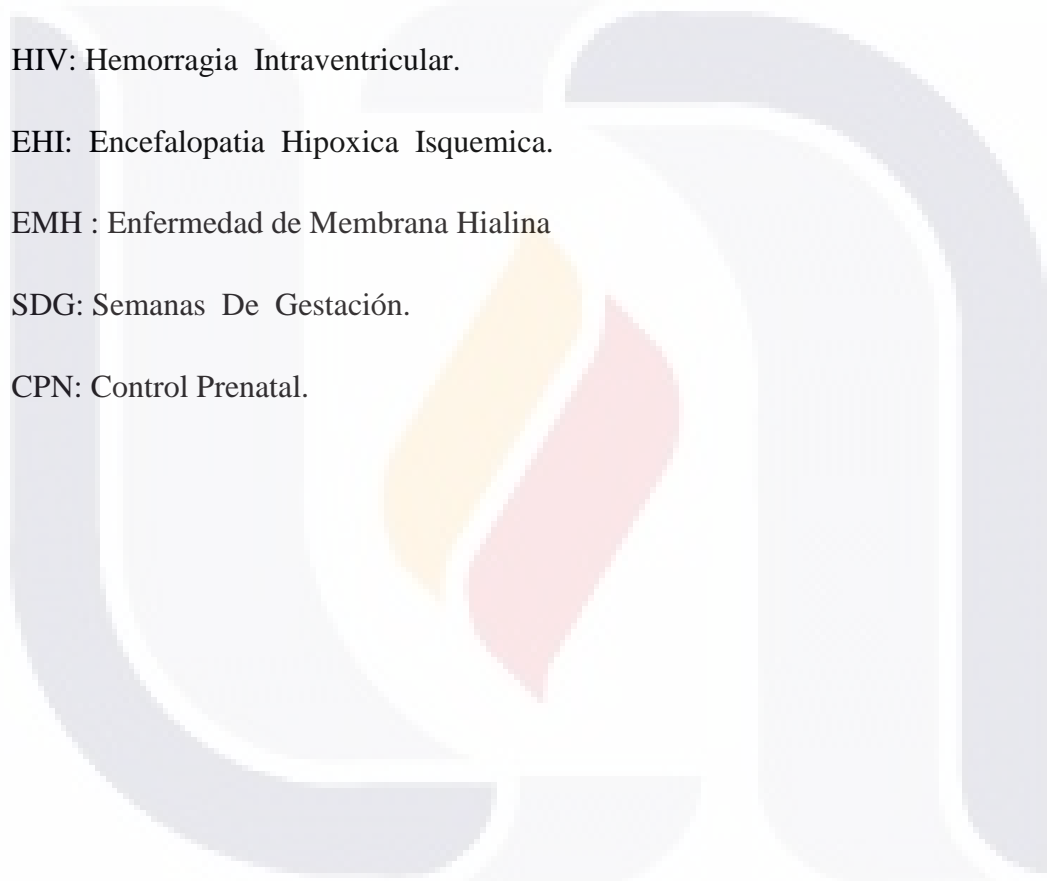 HIV: Hemorragia Intraventricular.
EHI: Encefalopatia Hipoxica Isquemica.
EMH : Enfermedad de Membrana Hialina
SDG: Semanas De Gestación.
CPN: Control Prenatal.